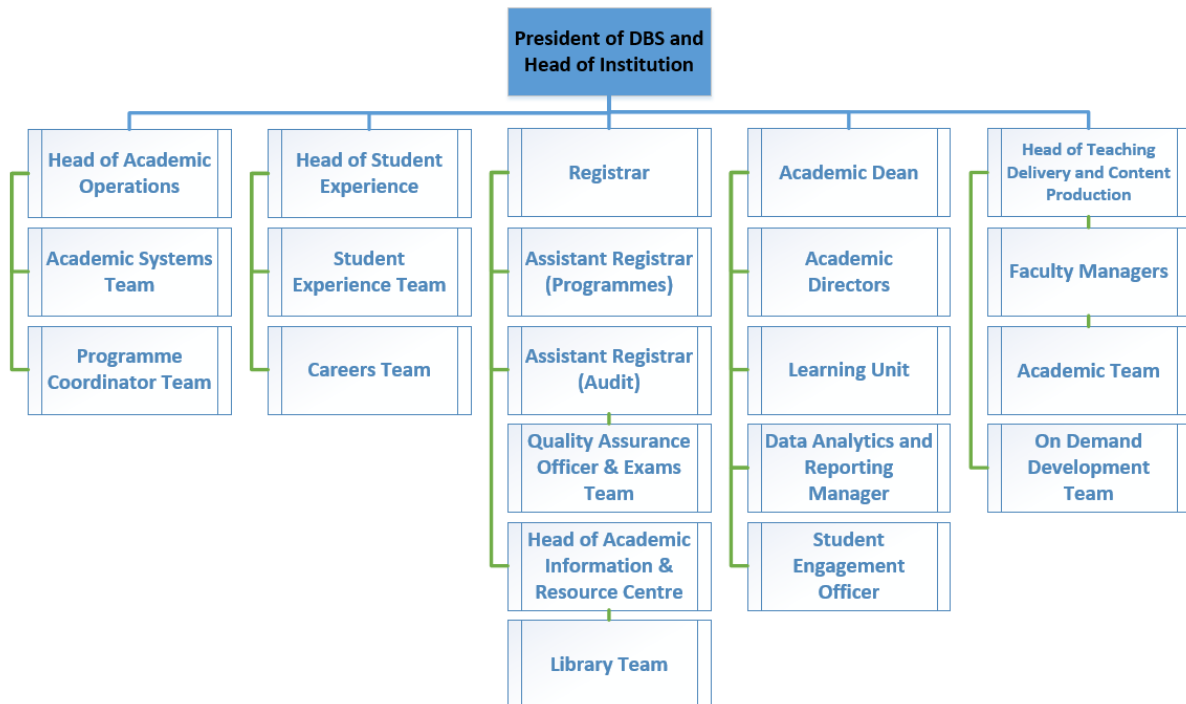 President of DBS and
Head of Institution
Head of Academic
Operations
Academic Systems
Team
Programme
Coordinator Team
Head of Student
Experience
Student
Experience Team
Careers Team
Registrar
Assistant Registrar
(Programmes)
Assistant Registrar
(Audit)
Quality Assurance
Officer & Exams
Team
Head of Academic
Information &
Resource Centre
Library Team
Academic Dean
Academic
Directors
Learning Unit
Data Analytics and
Reporting
Manager
Student
Engagement
Officer
Head of Teaching
Delivery and Content
Production
Faculty Managers
Academic Team
On Demand
Development
Team